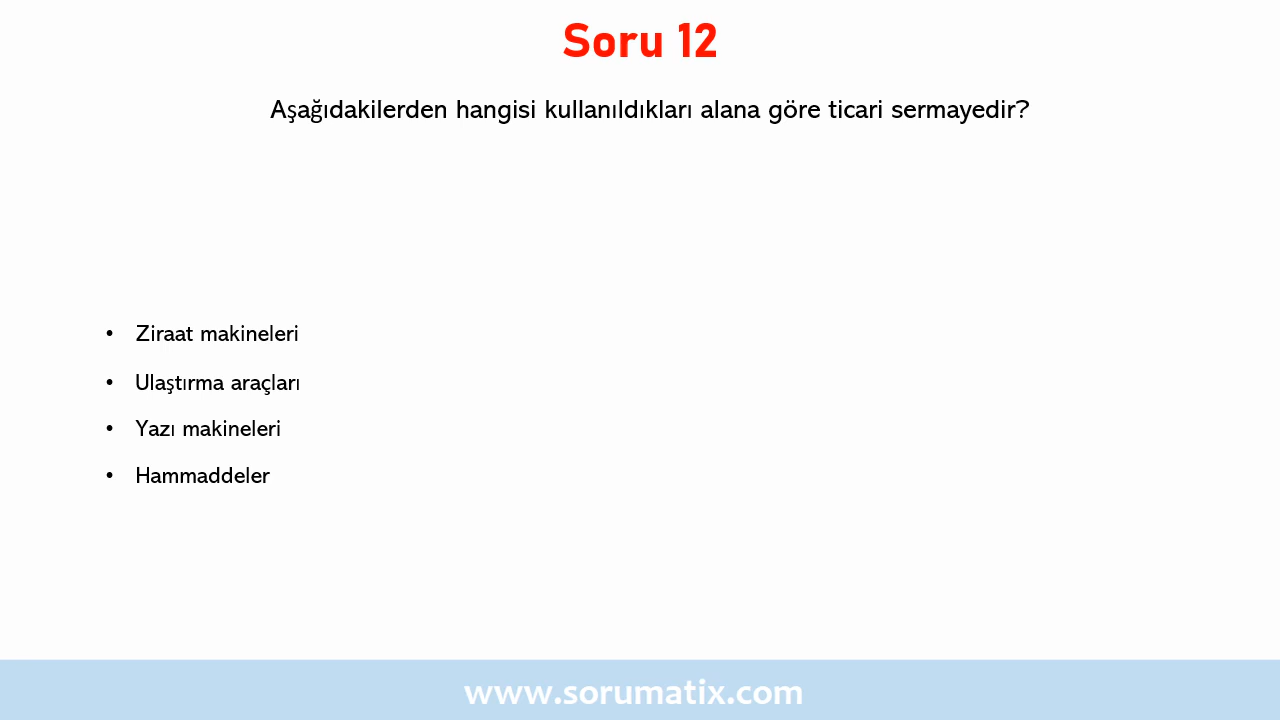 Soru 12
Aşağıdakilerden hangisi kullanıldıkları alana göre ticari sermayedir?
• Ziraat makineleri
• Ulaştırma araçları
• Yazı makineleri
• Hammaddeler
www.sorumatix.com